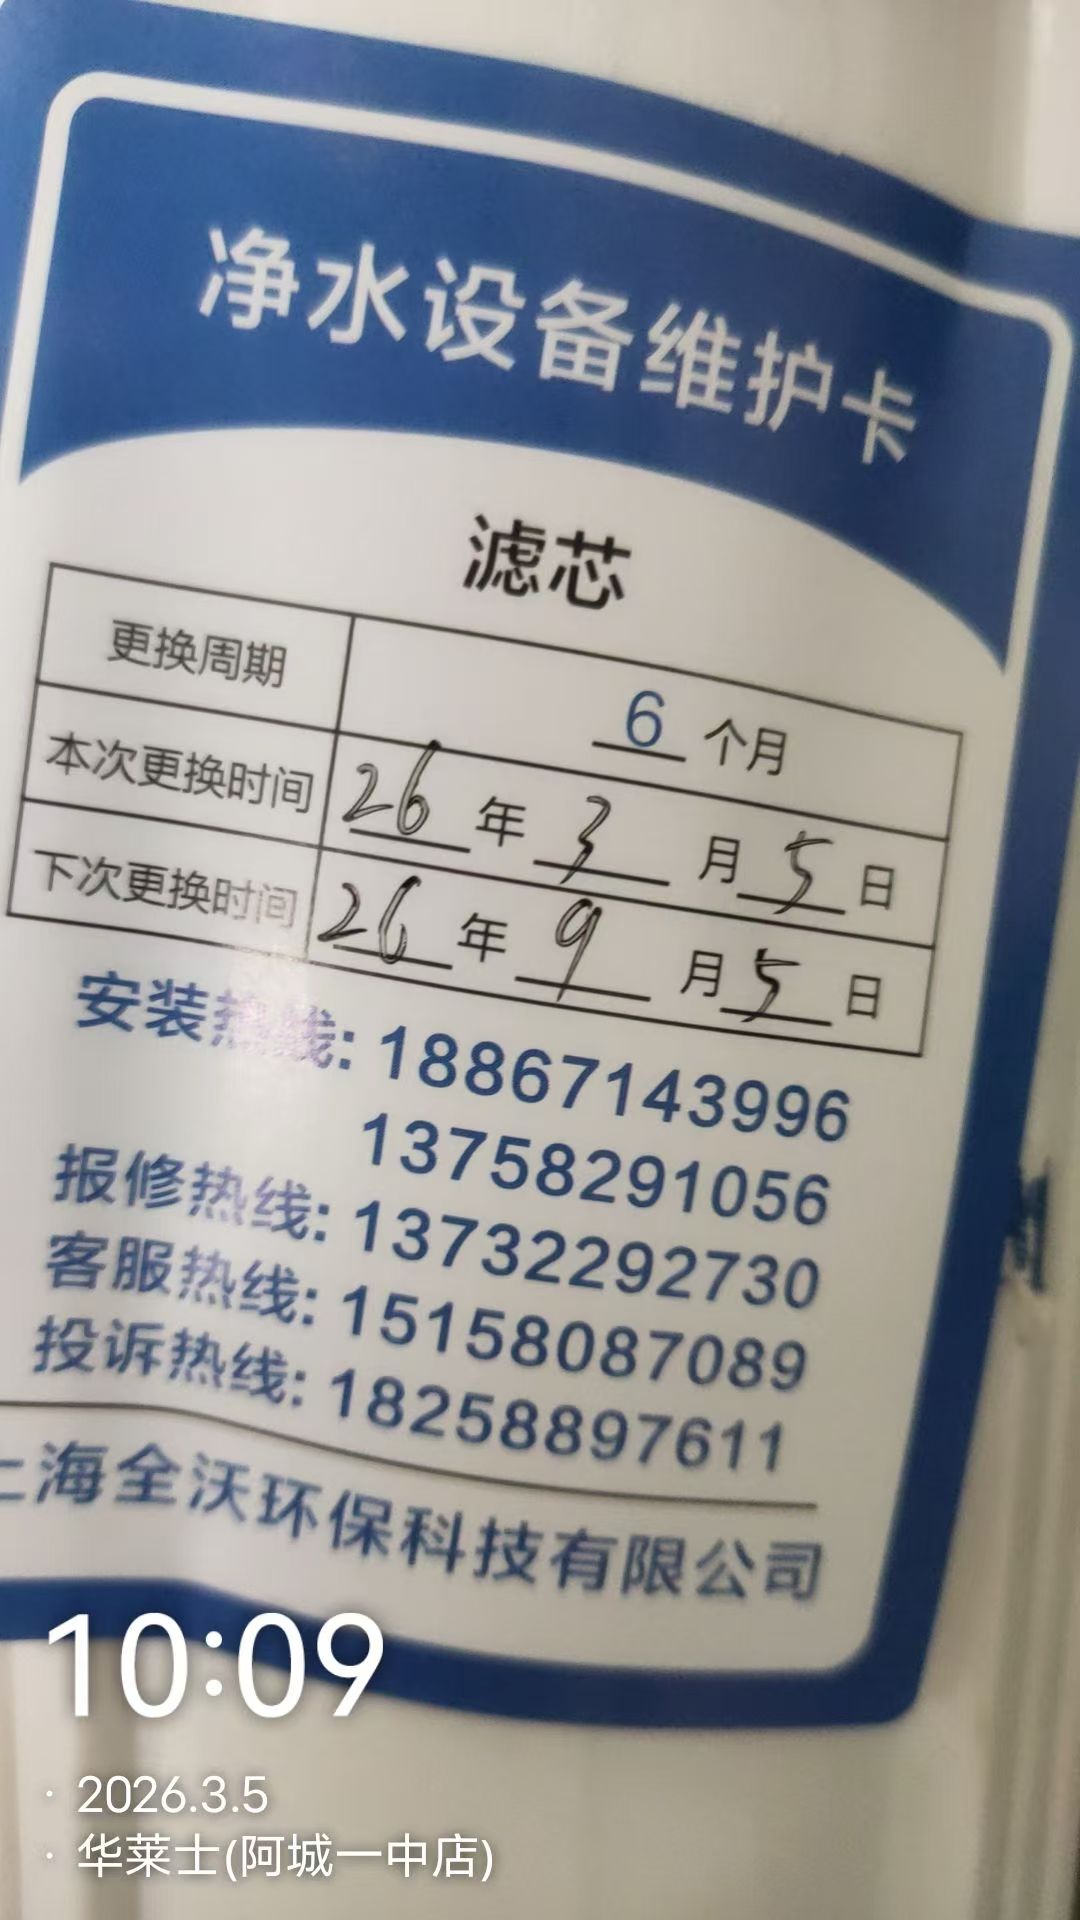 净水设备维护卡
滤芯
更换周期 6 个月
本次更换时间 26 年 3 月 5 日
下次更换时间 26 年 9 月 5 日
安装热线: 18867143996
13758291056
报修热线: 13732292730
客服热线: 15158087089
投诉热线: 18258897611
上海全沃环保科技有限公司
10:09
· 2026.3.5
· 华莱士(阿城一中店)